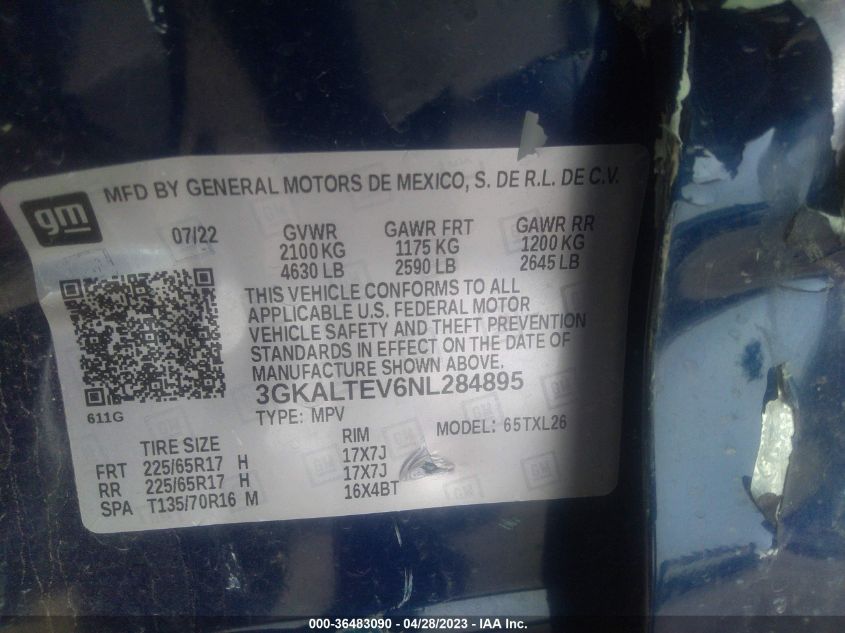 gm
MFD BY GENERAL MOTORS DE MEXICO, S. DE R.L. DE C.V.
07/22 GVWR GAWR FRT GAWR RR
2100 KG 1175 KG 1200 KG
4630 LB 2590 LB 2645 LB
THIS VEHICLE CONFORMS TO ALL
APPLICABLE U.S. FEDERAL MOTOR
VEHICLE SAFETY AND THEFT PREVENTION
STANDARDS IN EFFECT ON THE DATE OF
MANUFACTURE SHOWN ABOVE.
3GKALTEV6NL284895
611G
TYPE: MPV MODEL: 65TXL26
TIRE SIZE RIM
FRT 225/65R17 H 17X7J
RR 225/65R17 H 17X7J
SPA T135/70R16 M 16X4BT
000-36483090 - 04/28/2023 - IAA Inc.